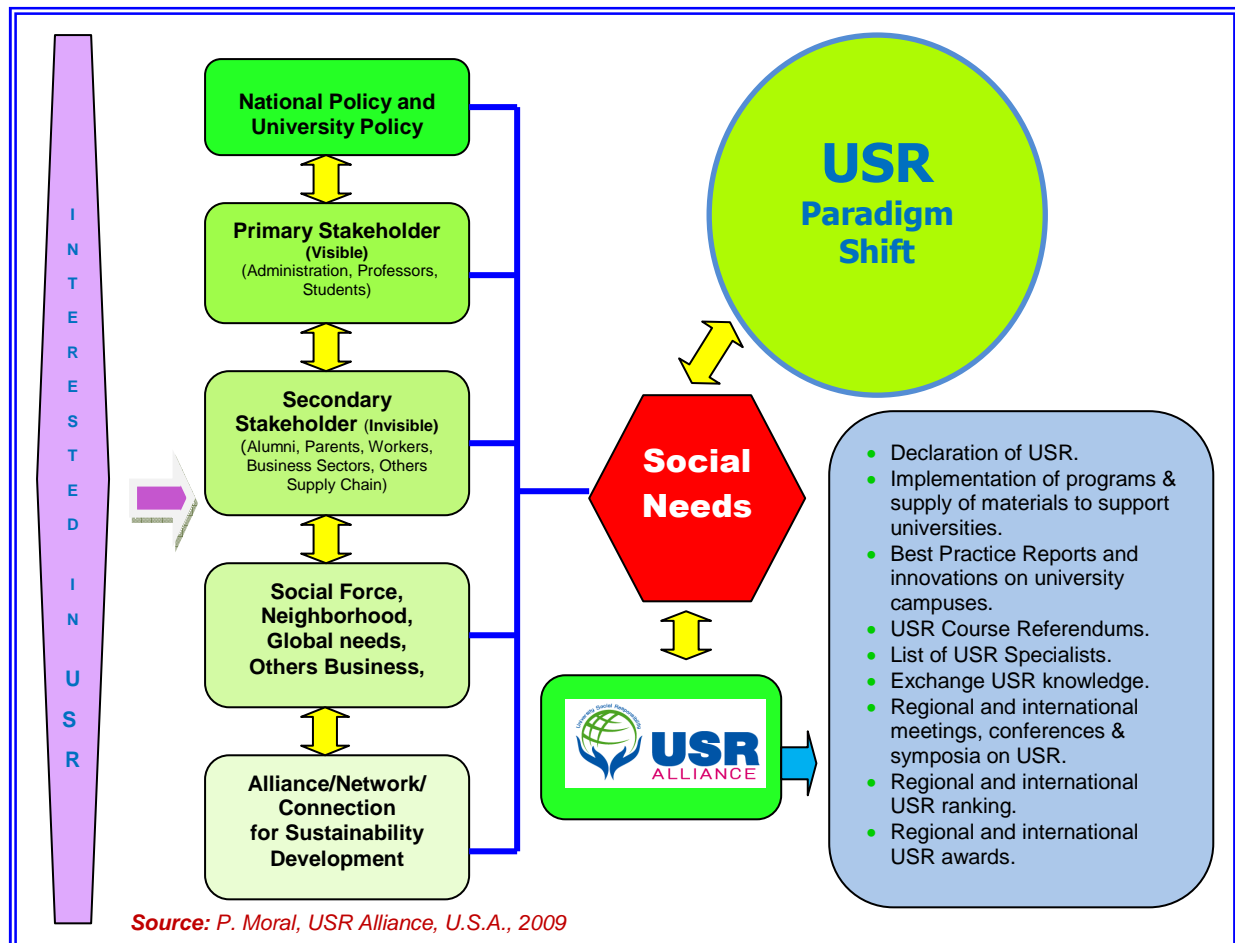 INTERESTED IN USR
National Policy and
University Policy
Primary Stakeholder
(Visible)
(Administration, Professors,
Students)
Secondary
Stakeholder (Invisible)
(Alumni, Parents, Workers,
Business Sectors, Others
Supply Chain)
Social Force,
Neighborhood,
Global needs,
Others Business,
Alliance/Network/
Connection
for Sustainability
Development
USR
Paradigm
Shift
Social
Needs
University Social Responsibility
USR
ALLIANCE
• Declaration of USR.
• Implementation of programs &
supply of materials to support
universities.
• Best Practice Reports and
innovations on university
campuses.
• USR Course Referendums.
• List of USR Specialists.
• Exchange USR knowledge.
• Regional and international
meetings, conferences &
symposia on USR.
• Regional and international
USR ranking.
• Regional and international
USR awards.
Source: P. Moral, USR Alliance, U.S.A., 2009